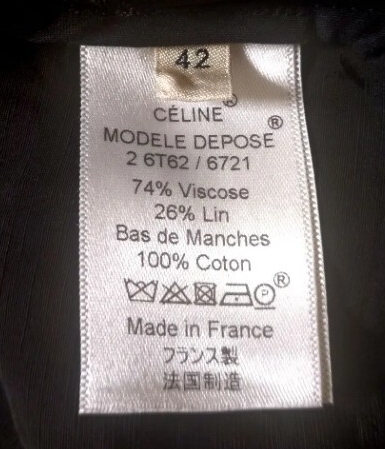 42
CÉLINE®
MODELE DEPOSE®
2 6T62 / 6721
74% Viscose
26% Lin
Bas de Manches
100% Coton
P ®
Made in France
フランス製
法国制造